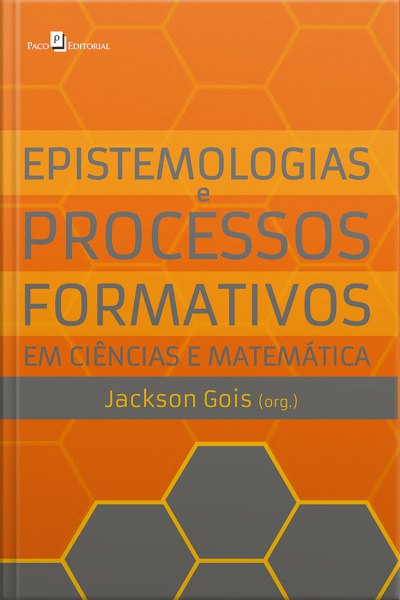 PACO EDITORIAL
EPISTEMOLOGIAS
e
PROCESSOS
FORMATIVOS
EM CIÊNCIAS E MATEMÁTICA
Jackson Gois (org.)